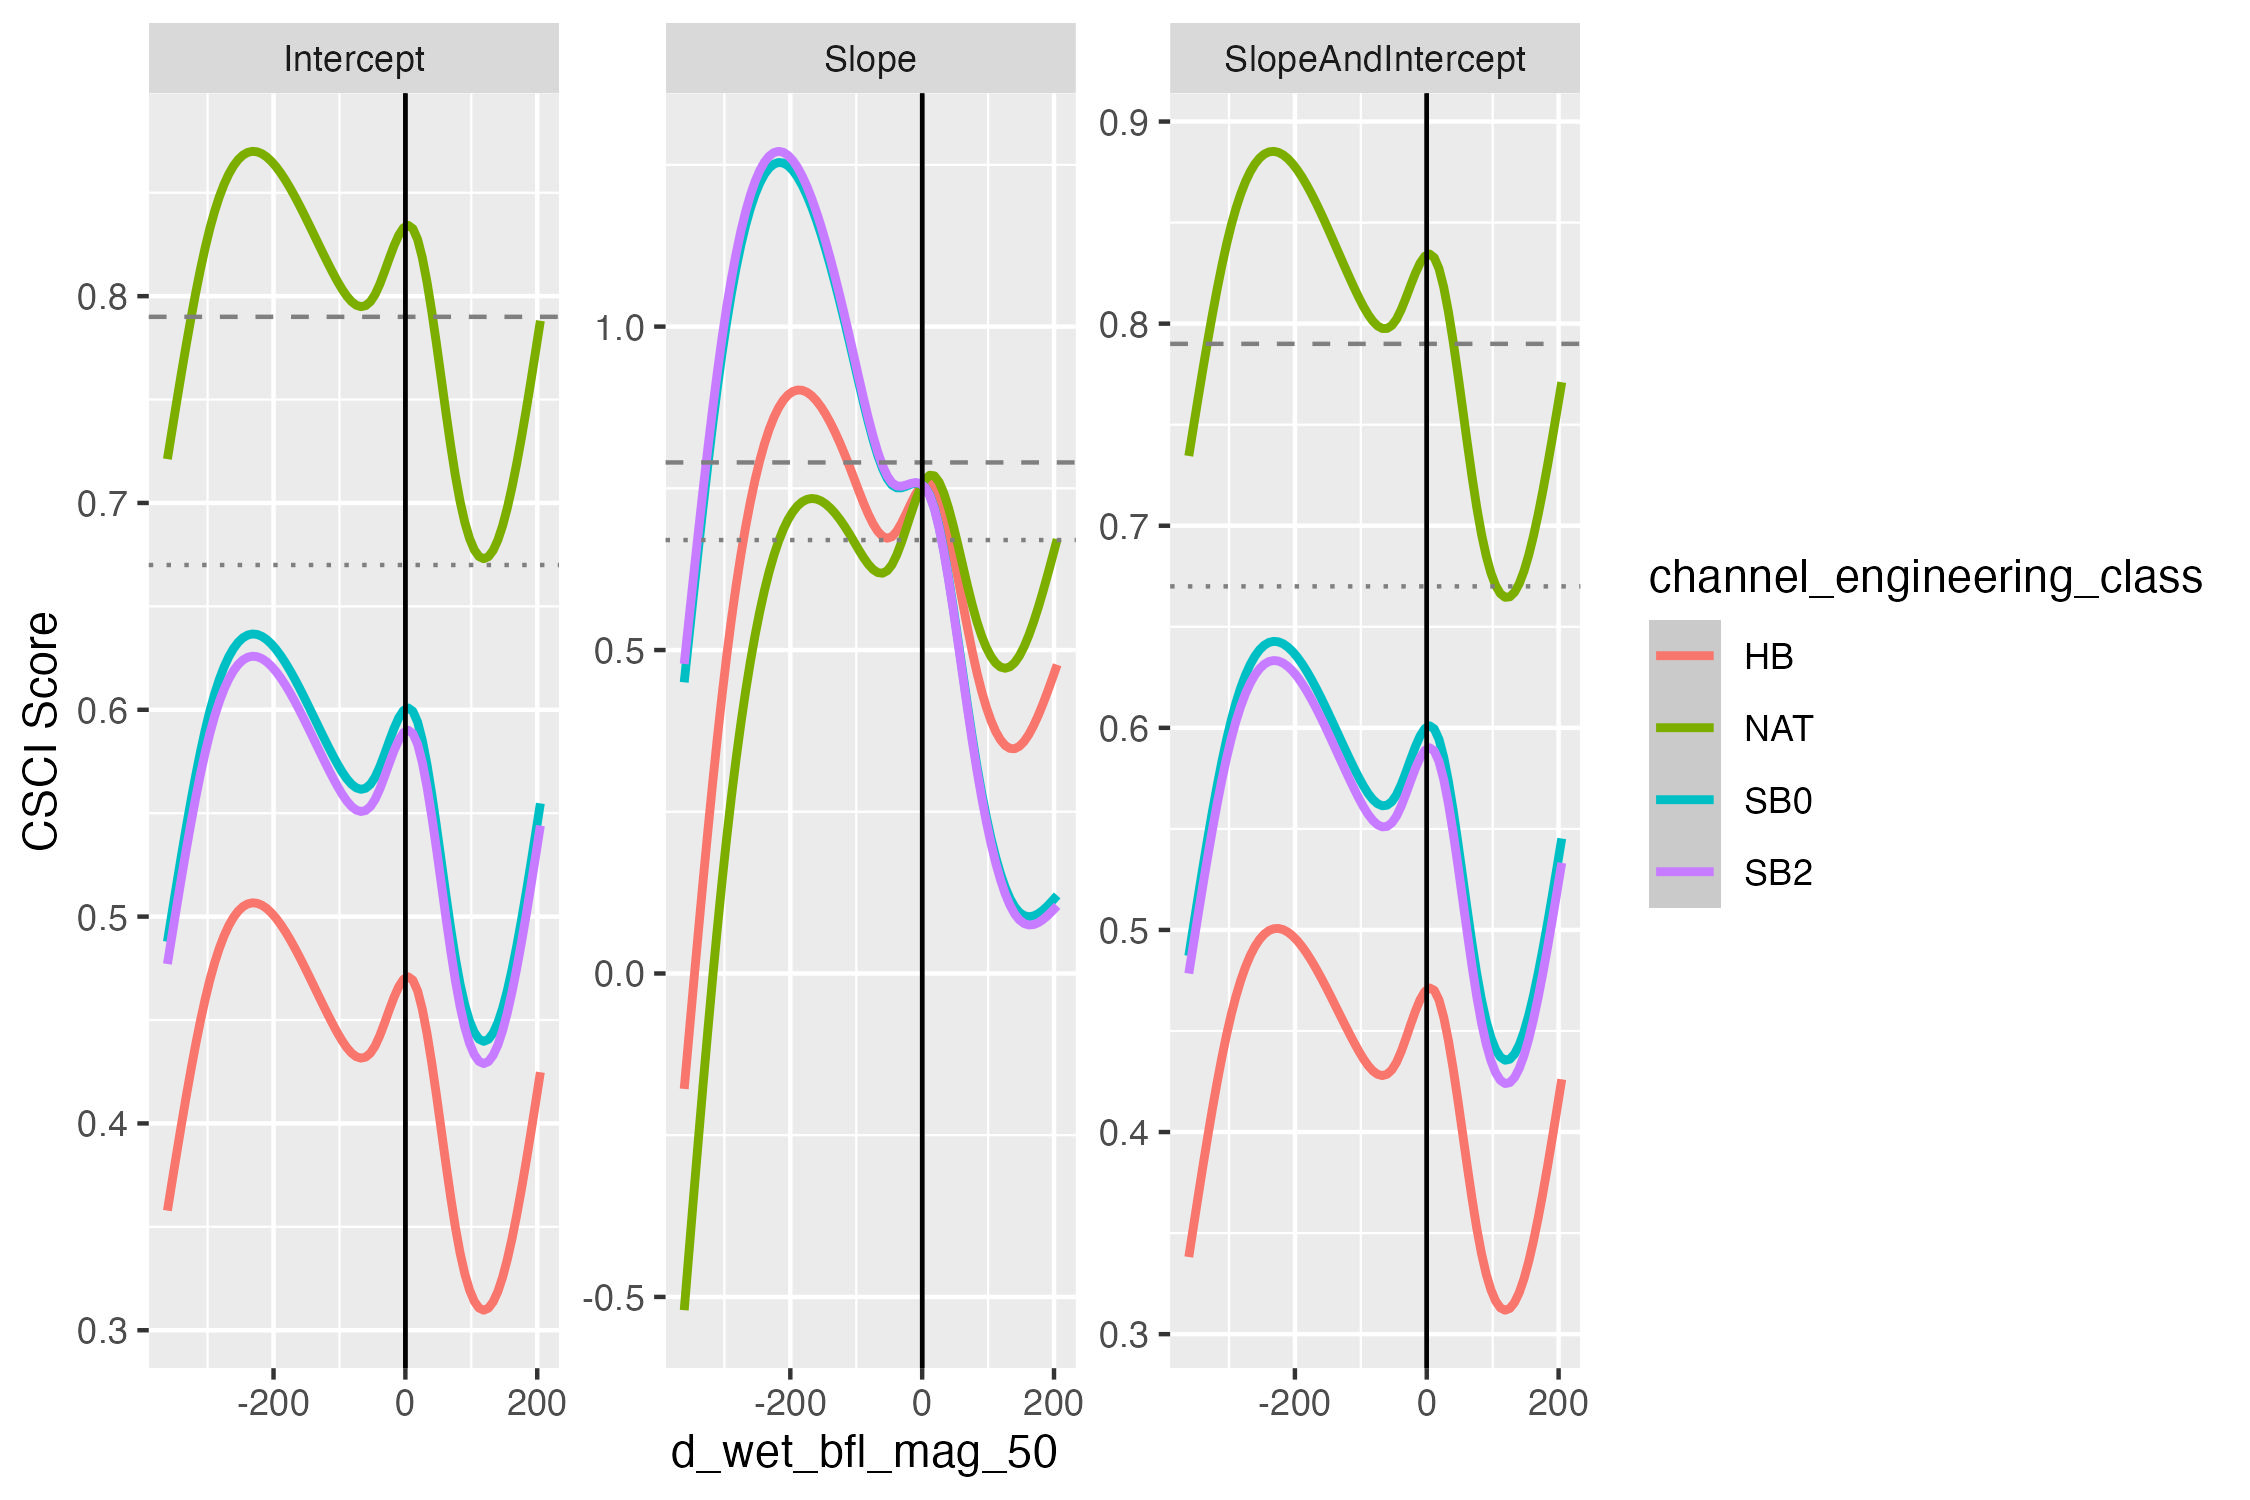 Intercept
Slope
SlopeAndIntercept
CSCI Score
0.8
0.7
0.6
0.5
0.4
0.3
1.0
0.5
0.0
-0.5
0.9
0.8
0.7
0.6
0.5
0.4
0.3
-200 0 200
-200 0 200
-200 0 200
d_wet_bfl_mag_50
channel_engineering_class
HB
NAT
SB0
SB2